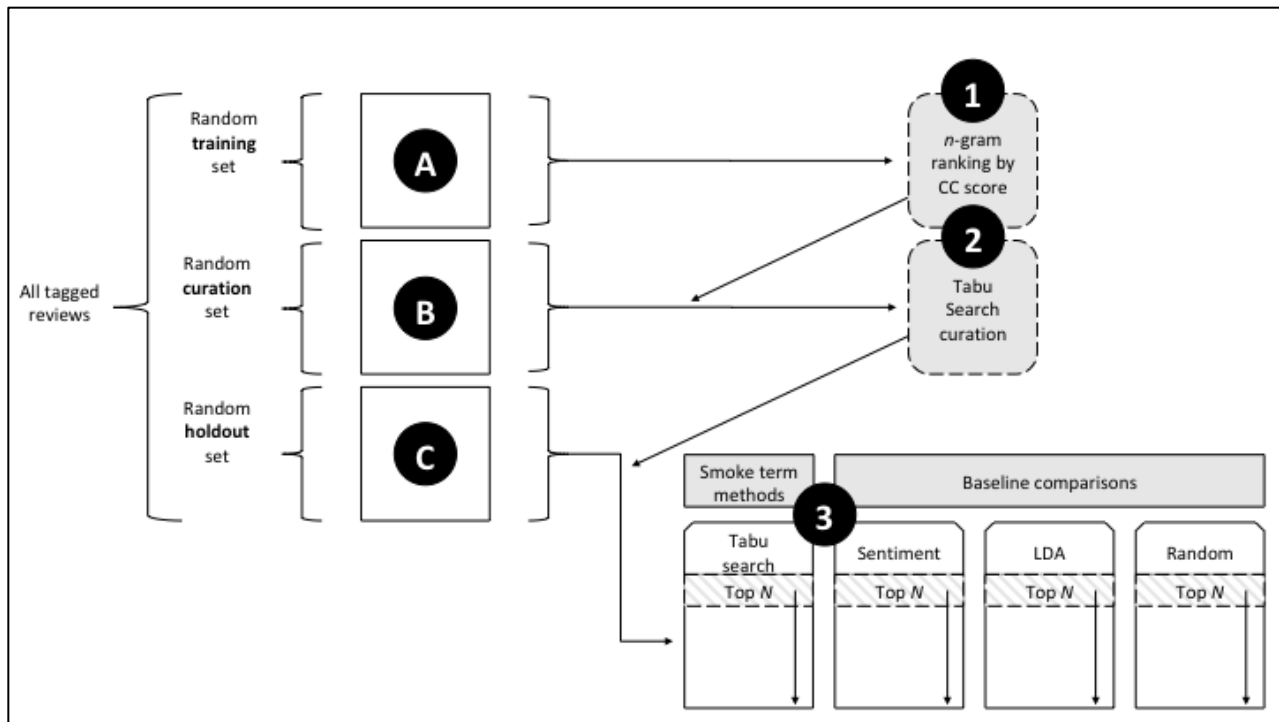 All tagged
reviews
Random
training
set
A
1
n-gram
ranking by
CC score
Random
curation
set
B
2
Tabu
Search
curation
Random
holdout
set
C
Smoke term
methods
3
Baseline comparisons
Tabu
search
Top N
Sentiment
Top N
LDA
Top N
Random
Top N